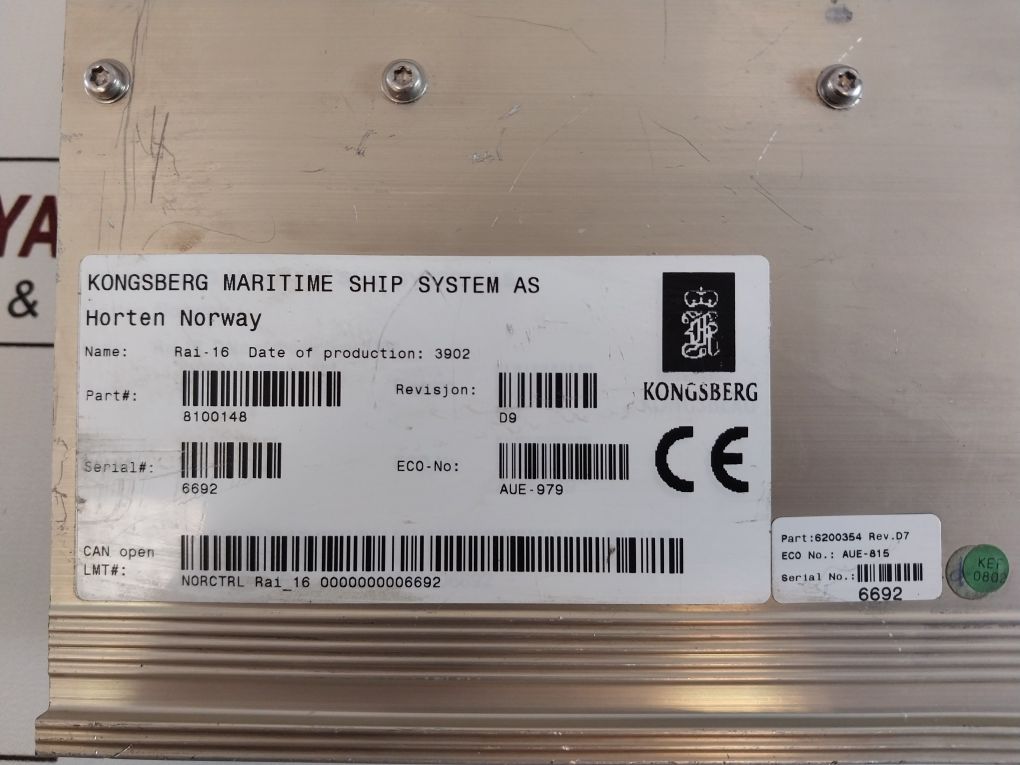 YA
&
KONGSBERG MARITIME SHIP SYSTEM AS
Horten Norway
Name: Rai-16 Date of production: 3902
Part#: 8100148
Revisjon: D9
Serial#: 6692
ECO-No: AUE-979
CAN open
LMT#:
NORCTRL Rai_16 0000000006692
KONGSBERG
CE
Part:6200354 Rev.D7
ECO No.: AUE-815
Serial No.:
6692
0802